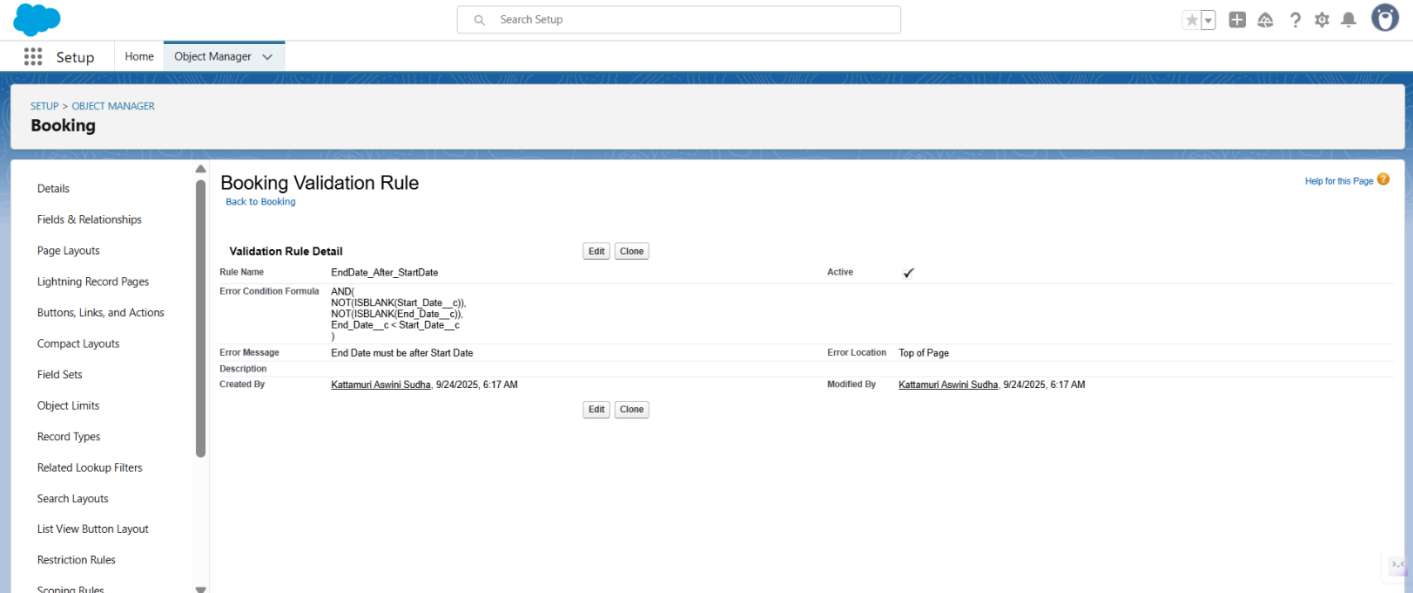 Search Setup
Setup
Home
Object Manager
SETUP > OBJECT MANAGER
Booking
Details
Fields & Relationships
Page Layouts
Lightning Record Pages
Buttons, Links, and Actions
Compact Layouts
Field Sets
Object Limits
Record Types
Related Lookup Filters
Search Layouts
List View Button Layout
Restriction Rules
Scoping Rules
Booking Validation Rule
Help for this Page ?
Back to Booking
Validation Rule Detail
Edit Clone
Rule Name EndDate_After_StartDate Active ✓
Error Condition Formula AND(
NOT(ISBLANK(Start_Date__c)),
NOT(ISBLANK(End_Date__c)),
End_Date__c < Start_Date__c
)
Error Message End Date must be after Start Date Error Location Top of Page
Description
Created By Kattamuri Aswini Sudha, 9/24/2025, 6:17 AM Modified By Kattamuri Aswini Sudha, 9/24/2025, 6:17 AM
Edit Clone